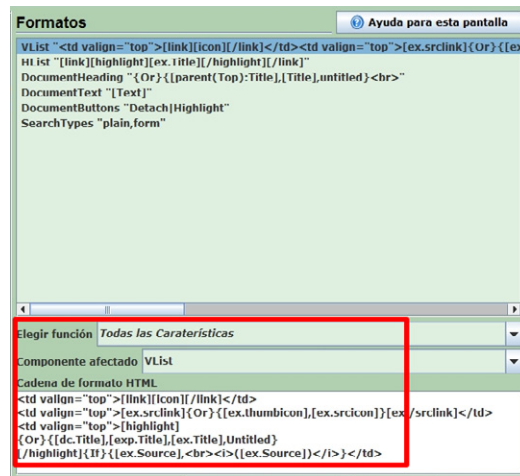 Formatos
Ayuda para esta pantalla
VList "<td valign="top">[link][icon][/link]</td><td valign="top">[ex.srclink]{Or}{[ex
HList "[link][highlight][ex.Title][/highlight][/link]"
DocumentHeading "{Or}{[parent(Top):Title],[Title],untitled}<br>"
DocumentText "[Text]"
DocumentButtons "Detach|Highlight"
SearchTypes "plain,form"
Elegir función Todas las Caraterísticas
Componente afectado VList
Cadena de formato HTML
<td valign="top">[link][icon][/link]</td>
<td valign="top">[ex.srclink]{Or}{[ex.thumbicon],[ex.srcicon]}[ex./srclink]</td>
<td valign="top">[highlight]
{Or}{[dc.Title],[exp.Title],[ex.Title],Untitled}
[/highlight]{If}{[ex.Source],<br><i>([ex.Source])</i>}</td>